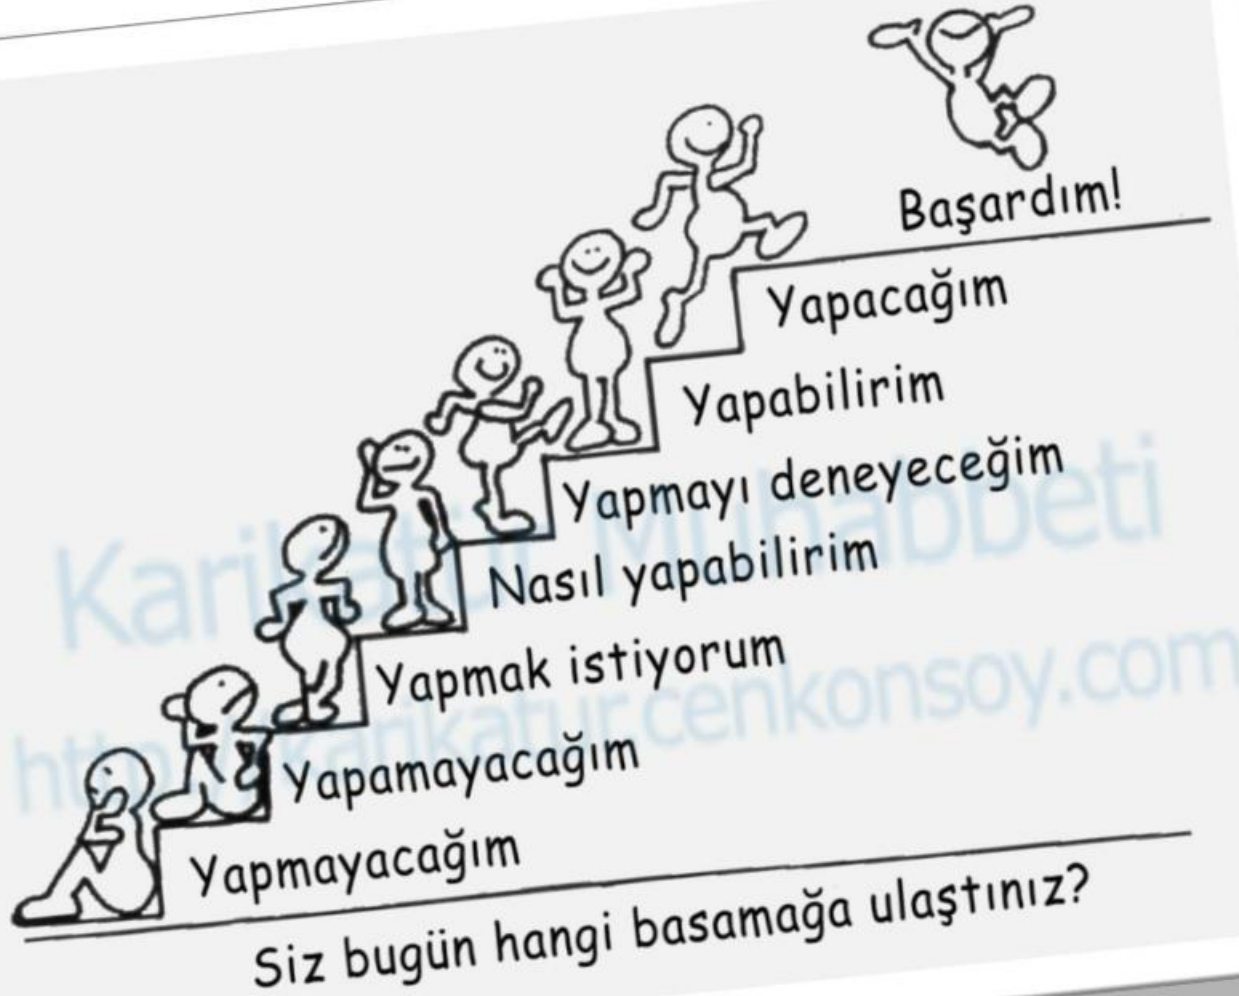 Başardım!
Yapacağım
Yapabilirim
Yapmayı deneyeceğim
Nasıl yapabilirim
Yapmak istiyorum
Yapamayacağım
Yapmayacağım
Siz bugün hangi basamağa ulaştınız?
Karikatür Muhabbeti
http://karikatur.cenkonsoy.com